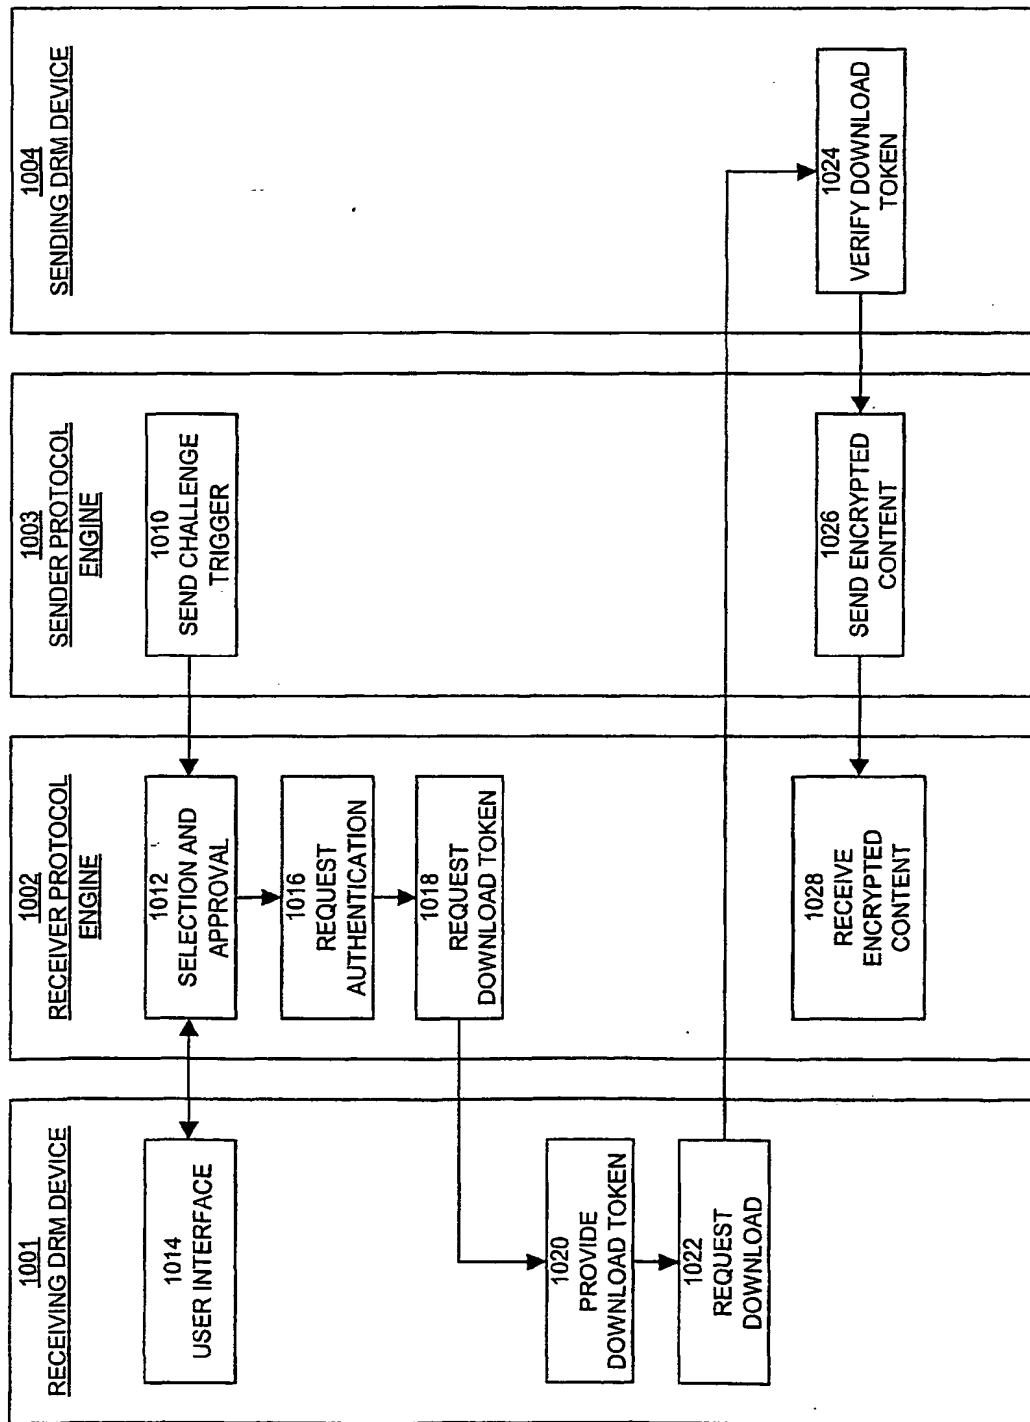 1001
RECEIVING DRM DEVICE
1002
RECEIVER PROTOCOL
ENGINE
1003
SENDER PROTOCOL
ENGINE
1004
SENDING DRM DEVICE
1014
USER INTERFACE
1012
SELECTION AND
APPROVAL
1010
SEND CHALLENGE
TRIGGER
1016
REQUEST
AUTHENTICATION
1018
REQUEST
DOWNLOAD TOKEN
1020
PROVIDE
DOWNLOAD TOKEN
1022
REQUEST
DOWNLOAD
1024
VERIFY DOWNLOAD
TOKEN
1026
SEND ENCRYPTED
CONTENT
1028
RECEIVE
ENCRYPTED
CONTENT